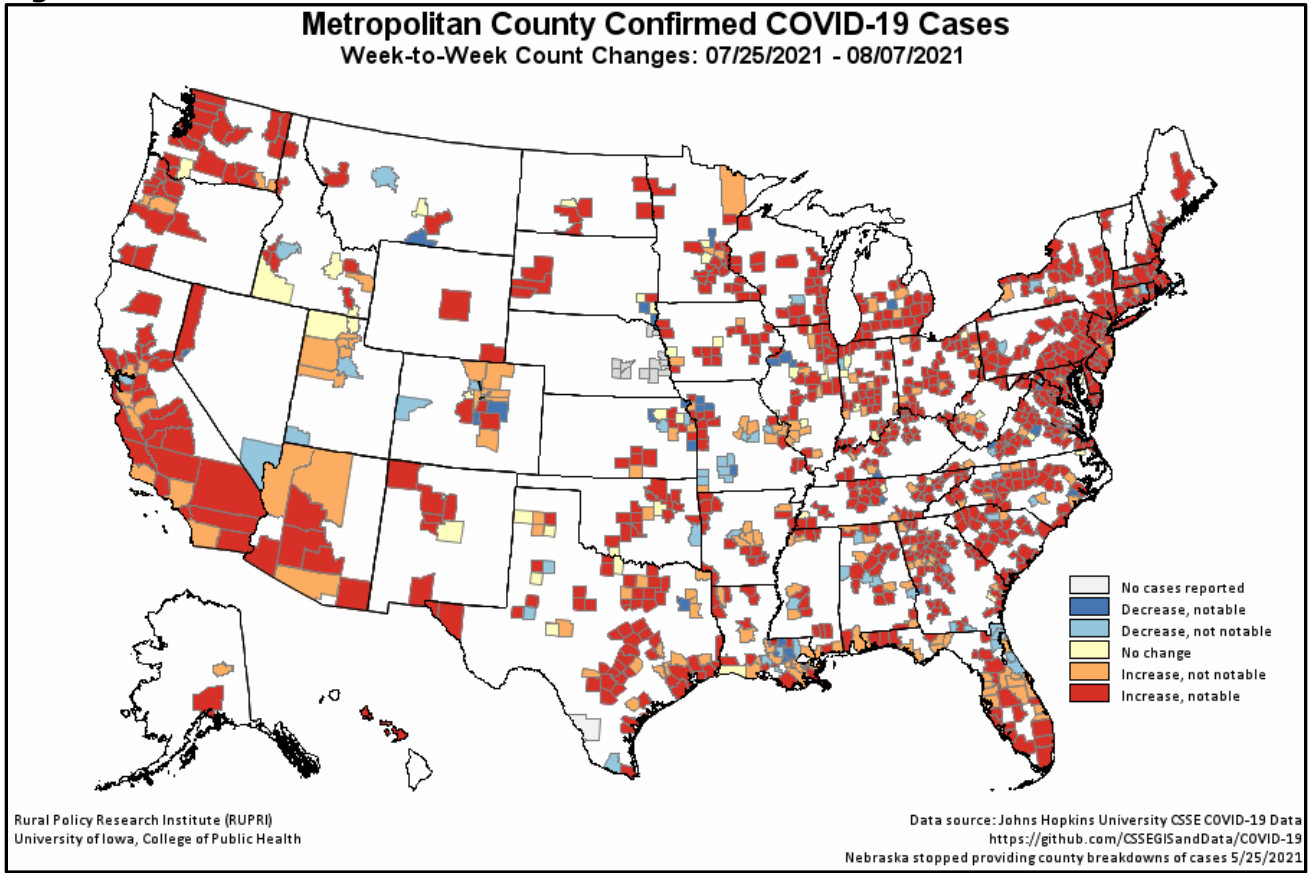 Metropolitan County Confirmed COVID-19 Cases
Week-to-Week Count Changes: 07/25/2021 - 08/07/2021
No cases reported
Decrease, notable
Decrease, not notable
No change
Increase, not notable
Increase, notable
Rural Policy Research Institute (RUPRI)
University of Iowa, College of Public Health
Data source: Johns Hopkins University CSSE COVID-19 Data
https://github.com/CSSEGISandData/COVID-19
Nebraska stopped providing county breakdowns of cases 5/25/2021